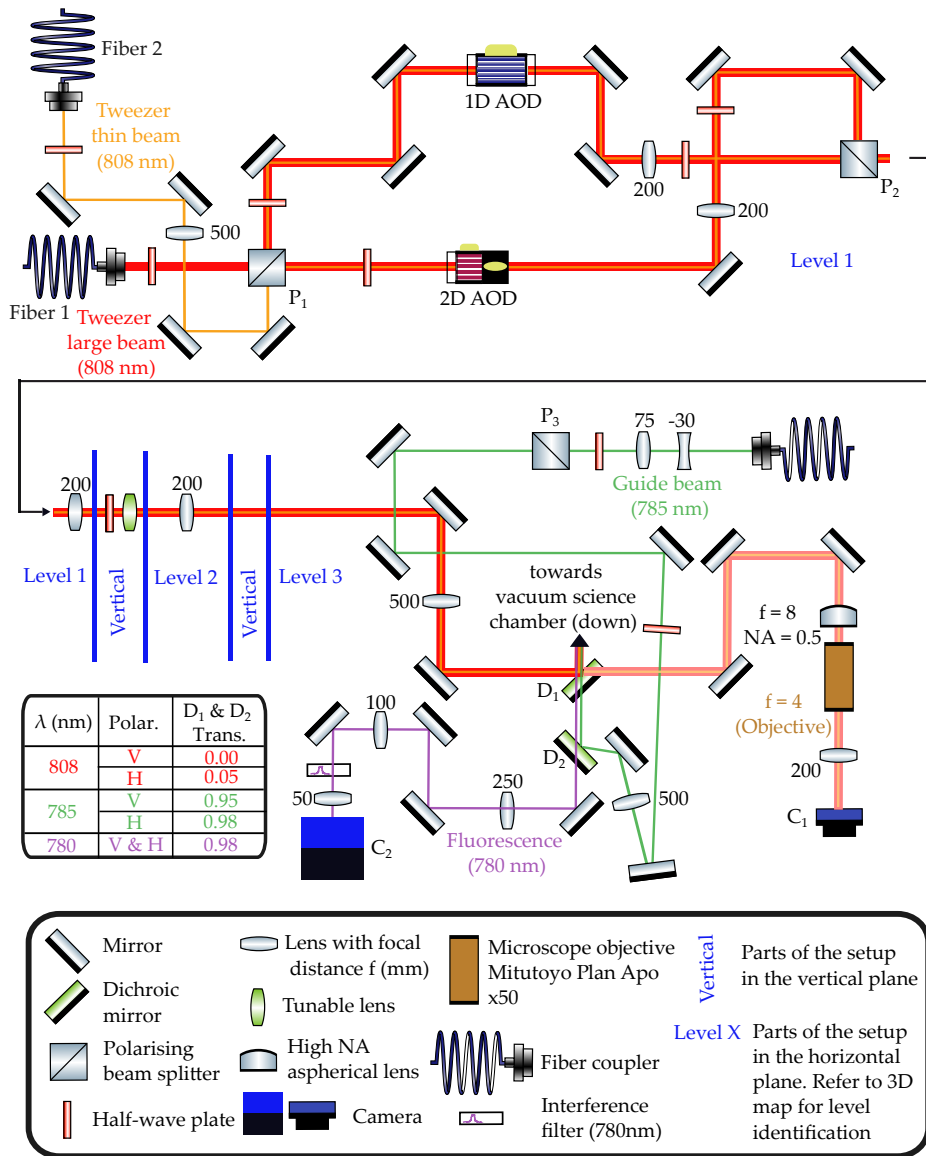 Fiber 2
Tweezer
thin beam
(808 nm)
500
Fiber 1
Tweezer
large beam
(808 nm)
P1
1D AOD
2D AOD
200
200
P2
Level 1
200
200
Level 1
Vertical
Level 2
Vertical
Level 3
P3
75
-30
Guide beam
(785 nm)
500
towards
vacuum science
chamber (down)
D1
D2
f = 8
NA = 0.5
f = 4
(Objective)
200
C1
100
50
250
500
C2
Fluorescence
(780 nm)
λ (nm) Polar. D1 & D2 Trans.
808 V 0.00
H 0.05
785 V 0.95
H 0.98
780 V & H 0.98
Mirror
Dichroic
mirror
Polarising
beam splitter
Half-wave plate
Lens with focal
distance f (mm)
Tunable lens
High NA
aspherical lens
Camera
Microscope objective
Mitutoyo Plan Apo
x50
Fiber coupler
Interference
filter (780nm)
Vertical
Parts of the setup
in the vertical plane
Level X
Parts of the setup
in the horizontal
plane. Refer to 3D
map for level
identification